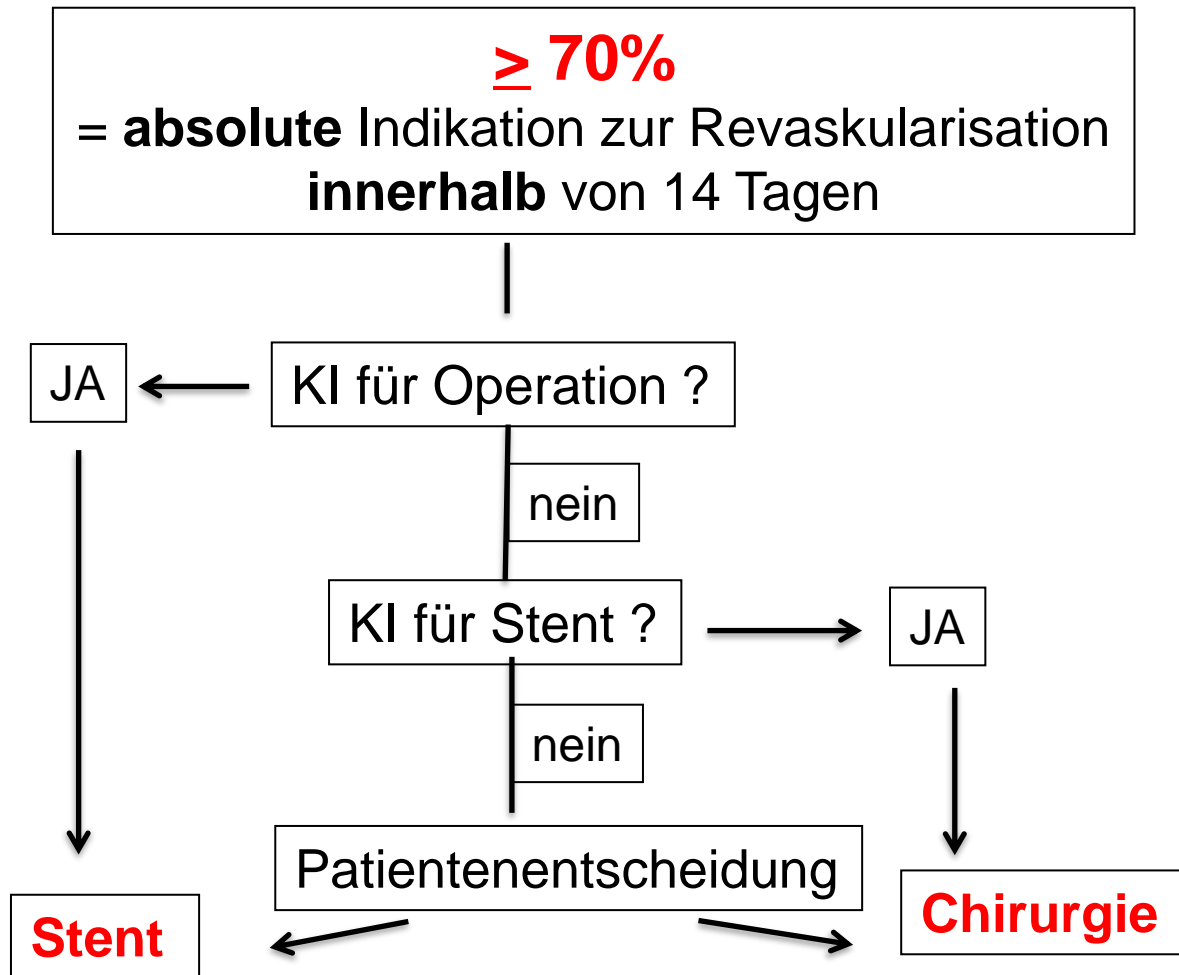 ≥ 70%
= absolute Indikation zur Revaskularisation
innerhalb von 14 Tagen
JA
KI für Operation ?
nein
KI für Stent ?
JA
nein
Patientenentscheidung
Stent
Chirurgie